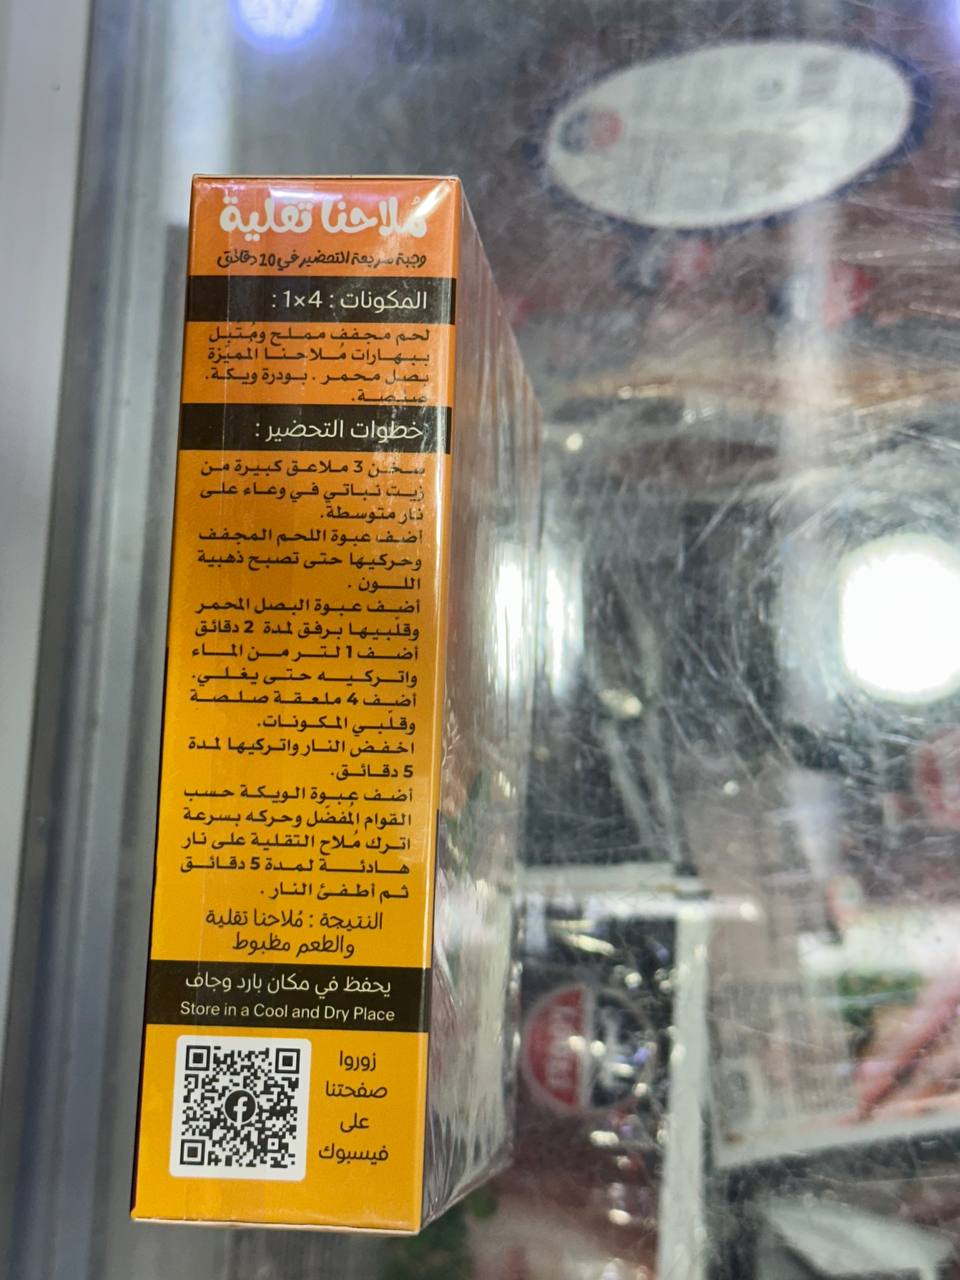 مُلاحنا تقلية
وجبة سريعة التحضير في 10 دقائق
المكونات : 4×1 :
لحم مجفف مملح ومُتبل
ببهارات مُلاحنا المميّزة
بصل محمر . بودرة ويكة .
صلصة.
خطوات التحضير :
سخن 3 ملاعق كبيرة من
زيت نباتي في وعاء على
نار متوسطة.
أضف عبوة اللحم المجفف
وحركيها حتى تصبح ذهبية
اللون .
أضف عبوة البصل المحمر
وقلّبيها برفق لمدة 2 دقائق
أضف 1 لتر من الماء
واتركيه حتى يغلي.
أضف 4 ملعقة صلصة
وقلّبي المكونات.
اخفض النار واتركيها لمدة
5 دقائق.
أضف عبوة الويكة حسب
القوام المُفضّل وحركه بسرعة
اترك مُلاح التقلية على نار
هادئة لمدة 5 دقائق
ثم أطفئ النار .
النتيجة : مُلاحنا تقلية
والطعم مظبوط
يحفظ في مكان بارد وجاف
Store in a Cool and Dry Place
زوروا
صفحتنا
على
فيسبوك